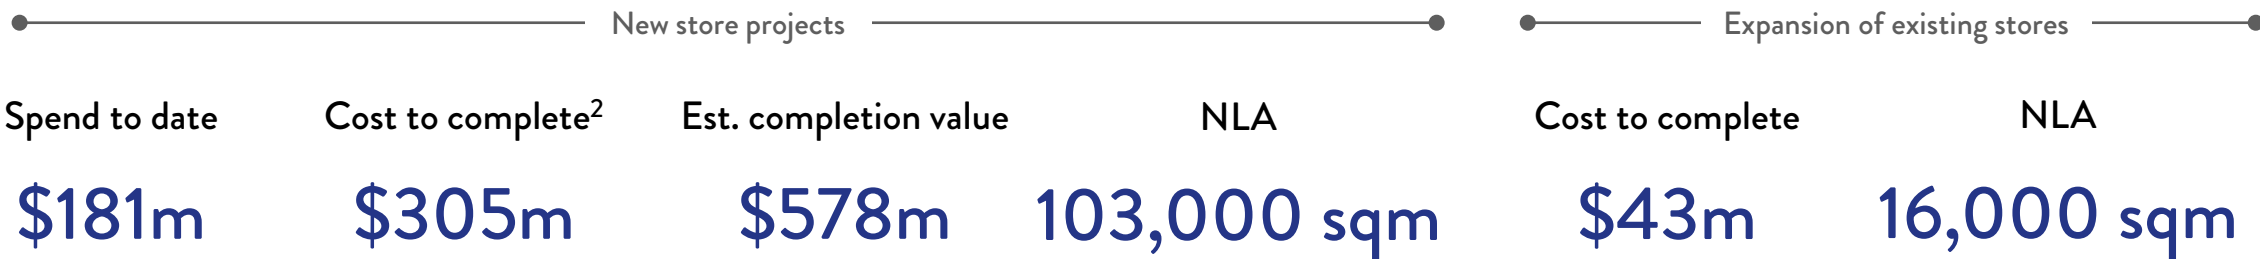 New store projects
Expansion of existing stores
Spend to date
Cost to complete²
Est. completion value
NLA
Cost to complete
NLA
$181m
$305m
$578m
103,000 sqm
$43m
16,000 sqm